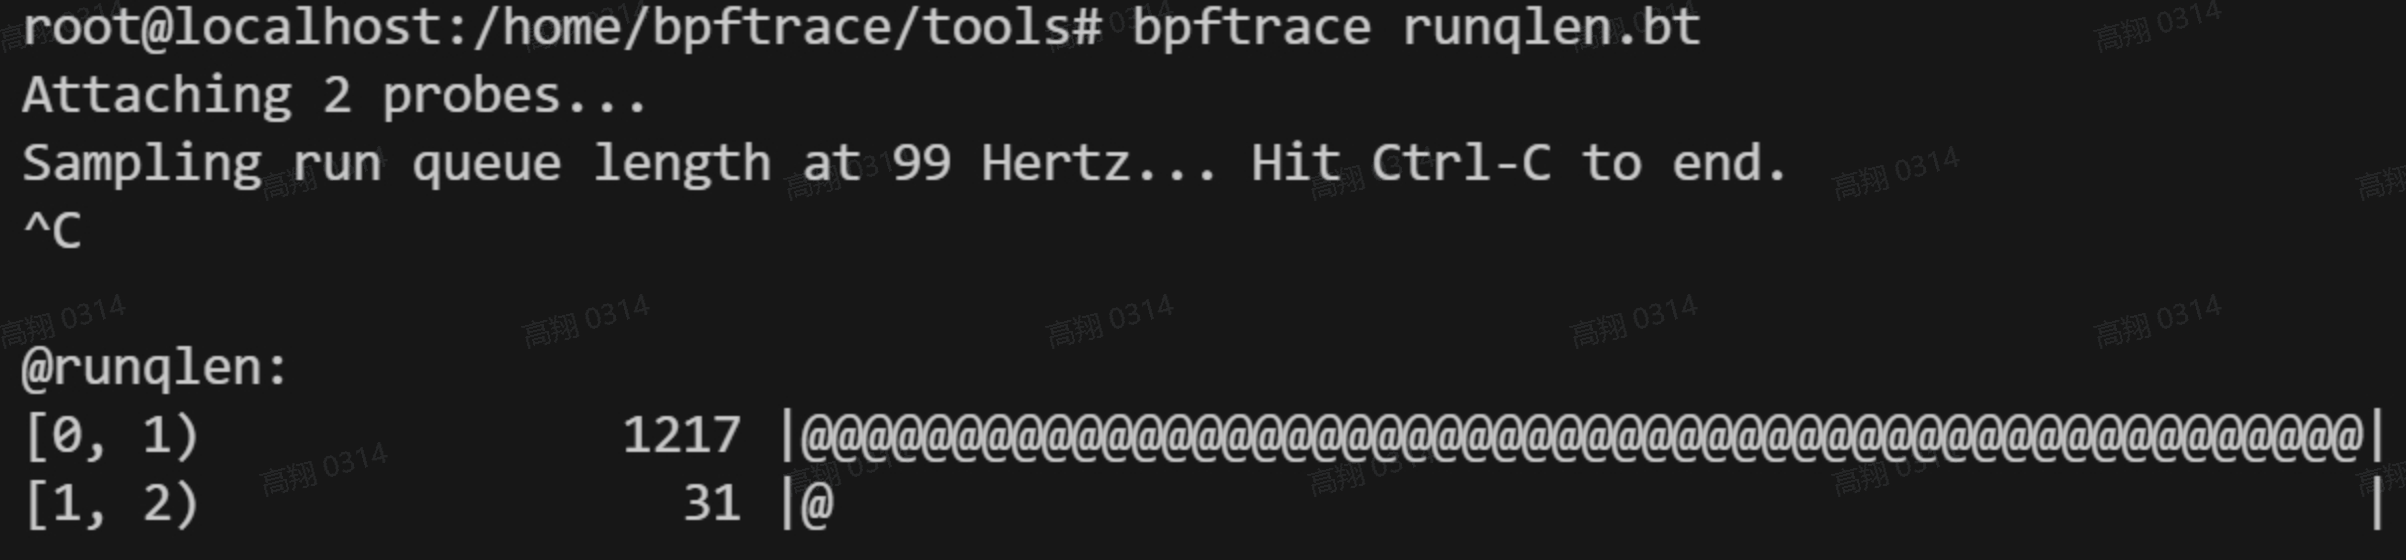 root@localhost:/home/bpftrace/tools# bpftrace runqlen.bt
Attaching 2 probes...
Sampling run queue length at 99 Hertz... Hit Ctrl-C to end.
^C
@runqlen:
[0, 1) 1217 |@@@@@@@@@@@@@@@@@@@@@@@@@@@@@@@@@@@@@@@@@@@@@@@@@@@@|
[1, 2) 31 |@ |
高翔 0314